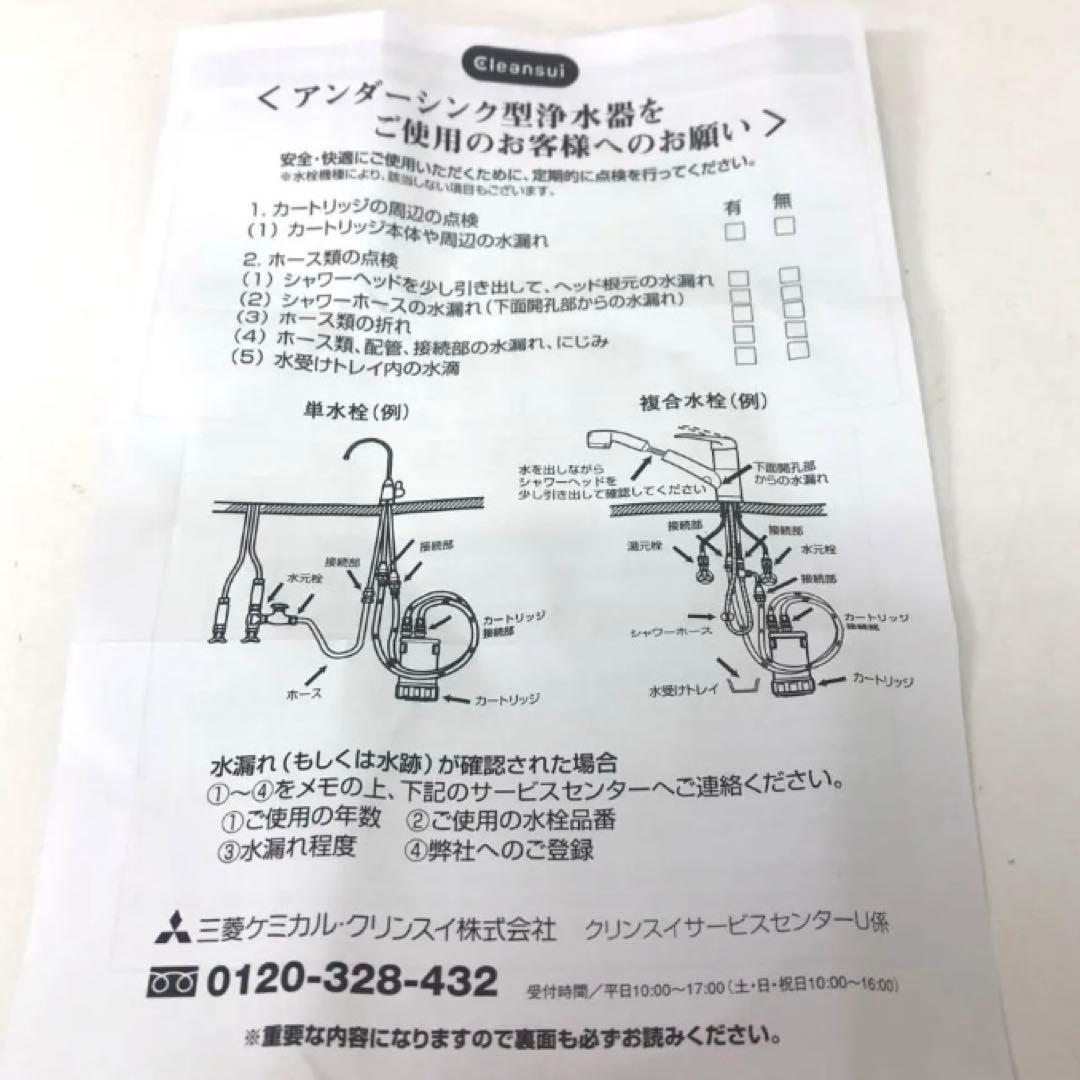 Cleansui
＜アンダーシンク型浄水器を
ご使用のお客様へのお願い＞
安全・快適にご使用いただくために、定期的に点検を行ってください。
※水栓機種により、該当しない項目もございます。
有 無
1. カートリッジの周辺の点検
(1) カートリッジ本体や周辺の水漏れ □ □
2. ホース類の点検
(1) シャワーヘッドを少し引き出して、ヘッド根元の水漏れ □ □
(2) シャワーホースの水漏れ(下面開孔部からの水漏れ) □ □
(3) ホース類の折れ □ □
(4) ホース類、配管、接続部の水漏れ、にじみ □ □
(5) 水受けトレイ内の水滴
単水栓(例)
接続部
接続部
水元栓
カートリッジ
接続部
ホース
カートリッジ
複合水栓(例)
水を出しながら
シャワーヘッドを
少し引き出して確認してください
下面開孔部
からの水漏れ
接続部
接続部
湯元栓
水元栓
接続部
シャワーホース
カートリッジ
接続部
水受けトレイ
カートリッジ
水漏れ(もしくは水跡)が確認された場合
①～④をメモの上、下記のサービスセンターへご連絡ください。
①ご使用の年数 ②ご使用の水栓品番
③水漏れ程度 ④弊社へのご登録
三菱ケミカル・クリンスイ株式会社 クリンスイサービスセンターU係
0120-328-432 受付時間／平日10:00～17:00(土・日・祝日10:00～16:00)
※重要な内容になりますので裏面も必ずお読みください。